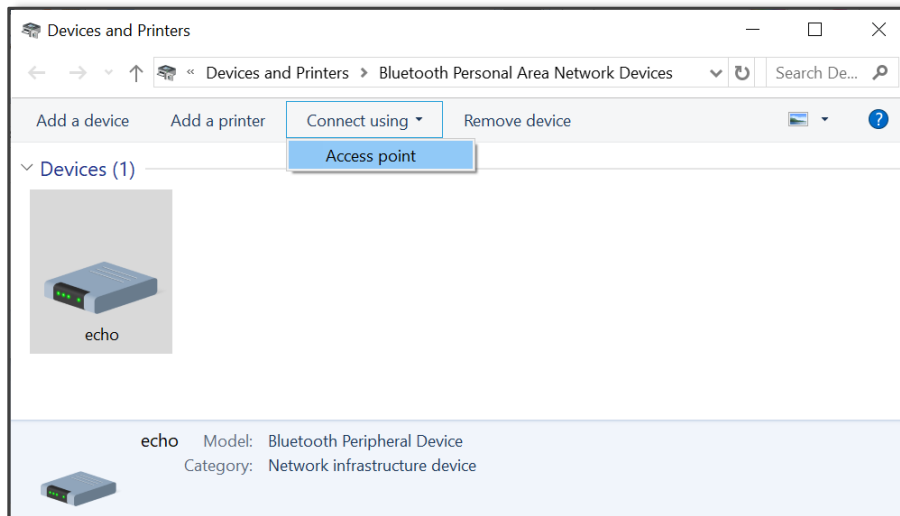 Devices and Printers
« Devices and Printers > Bluetooth Personal Area Network Devices Search De...
Add a device Add a printer Connect using Remove device ?
Access point
Devices (1)
echo
echo Model: Bluetooth Peripheral Device
Category: Network infrastructure device